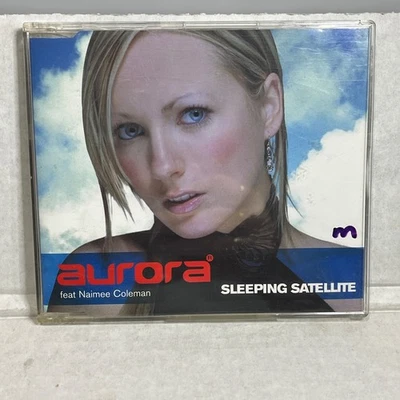 m
aurora
feat Naimee Coleman
SLEEPING SATELLITE